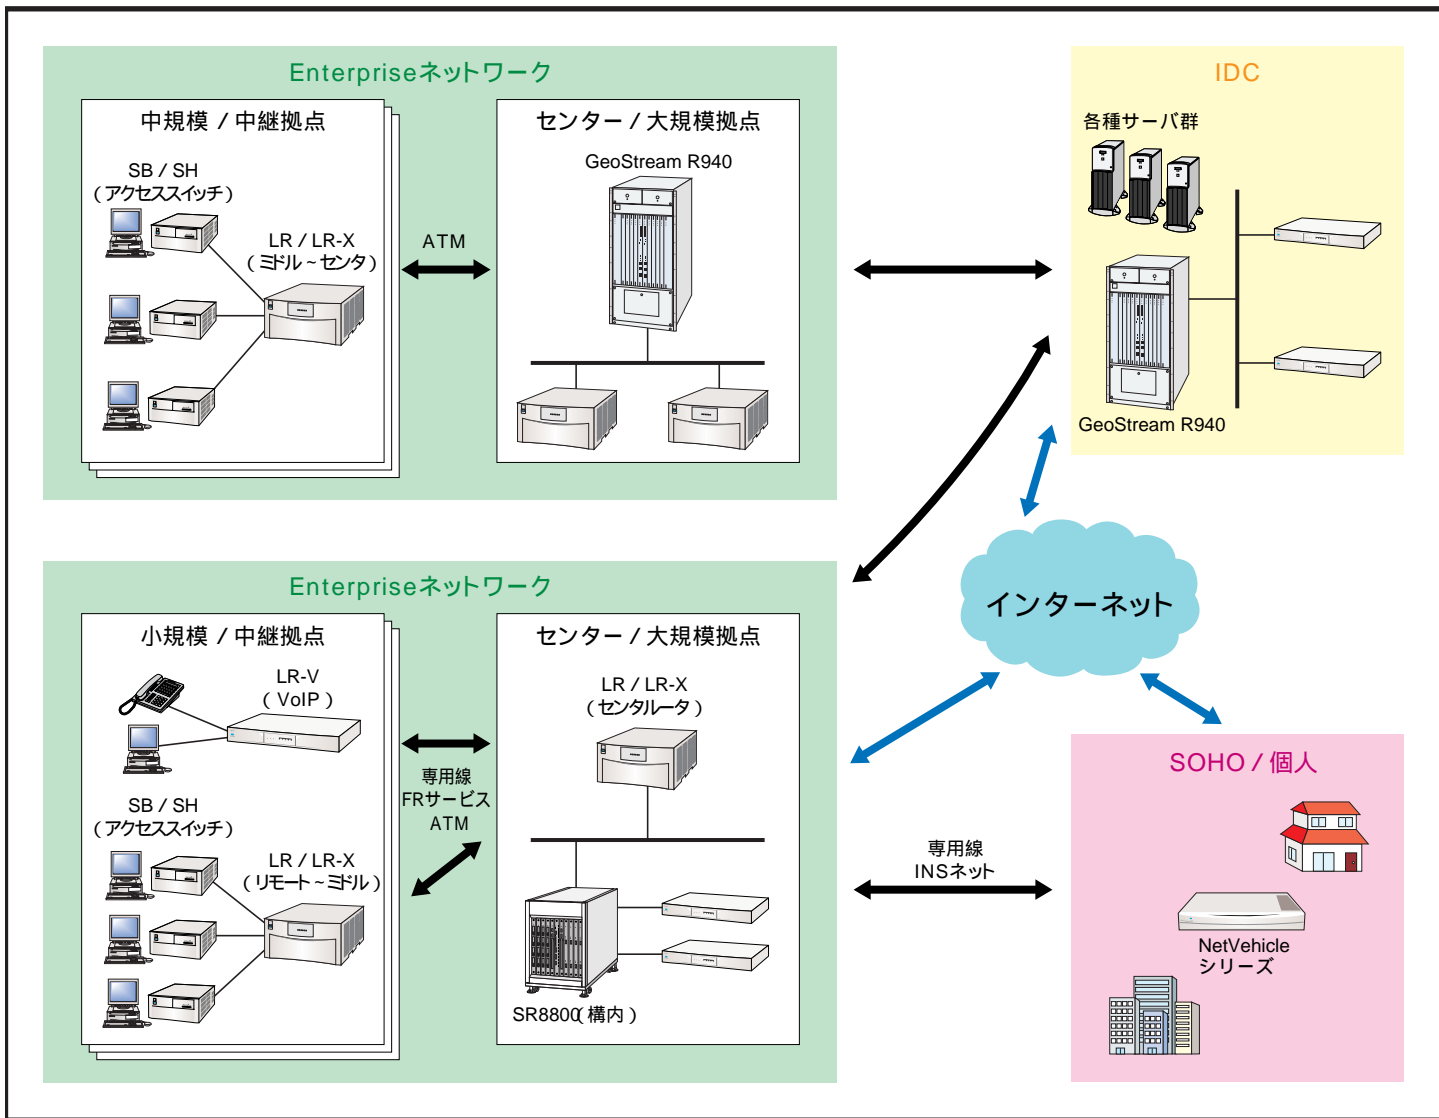 Enterpriseネットワーク
中規模 / 中継拠点
SB / SH
(アクセススイッチ)
LR / LR-X
(ミドル~センタ)
ATM
センター / 大規模拠点
GeoStream R940
IDC
各種サーバ群
GeoStream R940
インターネット
Enterpriseネットワーク
小規模 / 中継拠点
LR-V
(VoIP)
SB / SH
(アクセススイッチ)
LR / LR-X
(リモート~ミドル)
専用線
FRサービス
ATM
センター / 大規模拠点
LR / LR-X
(センタルータ)
SR8800(構内)
専用線
INSネット
SOHO / 個人
NetVehicle
シリーズ